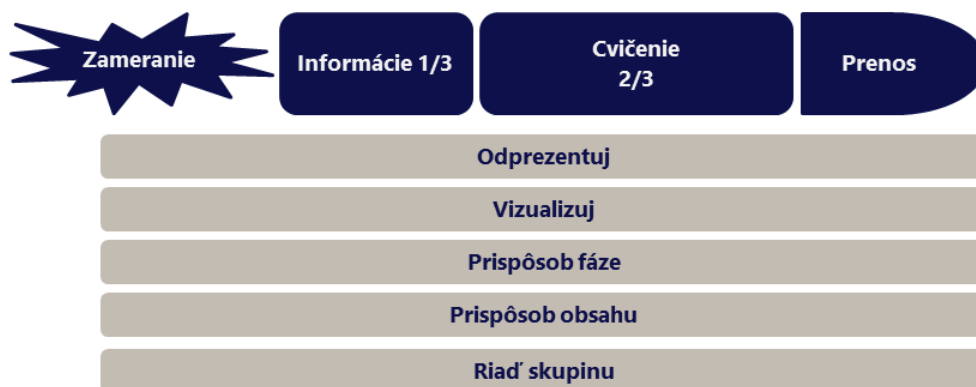 Zameranie
Informácie 1/3
Cvičenie
2/3
Prenos
Odprezentuj
Vizualizuj
Prispôsob fáze
Prispôsob obsahu
Riaď skupinu